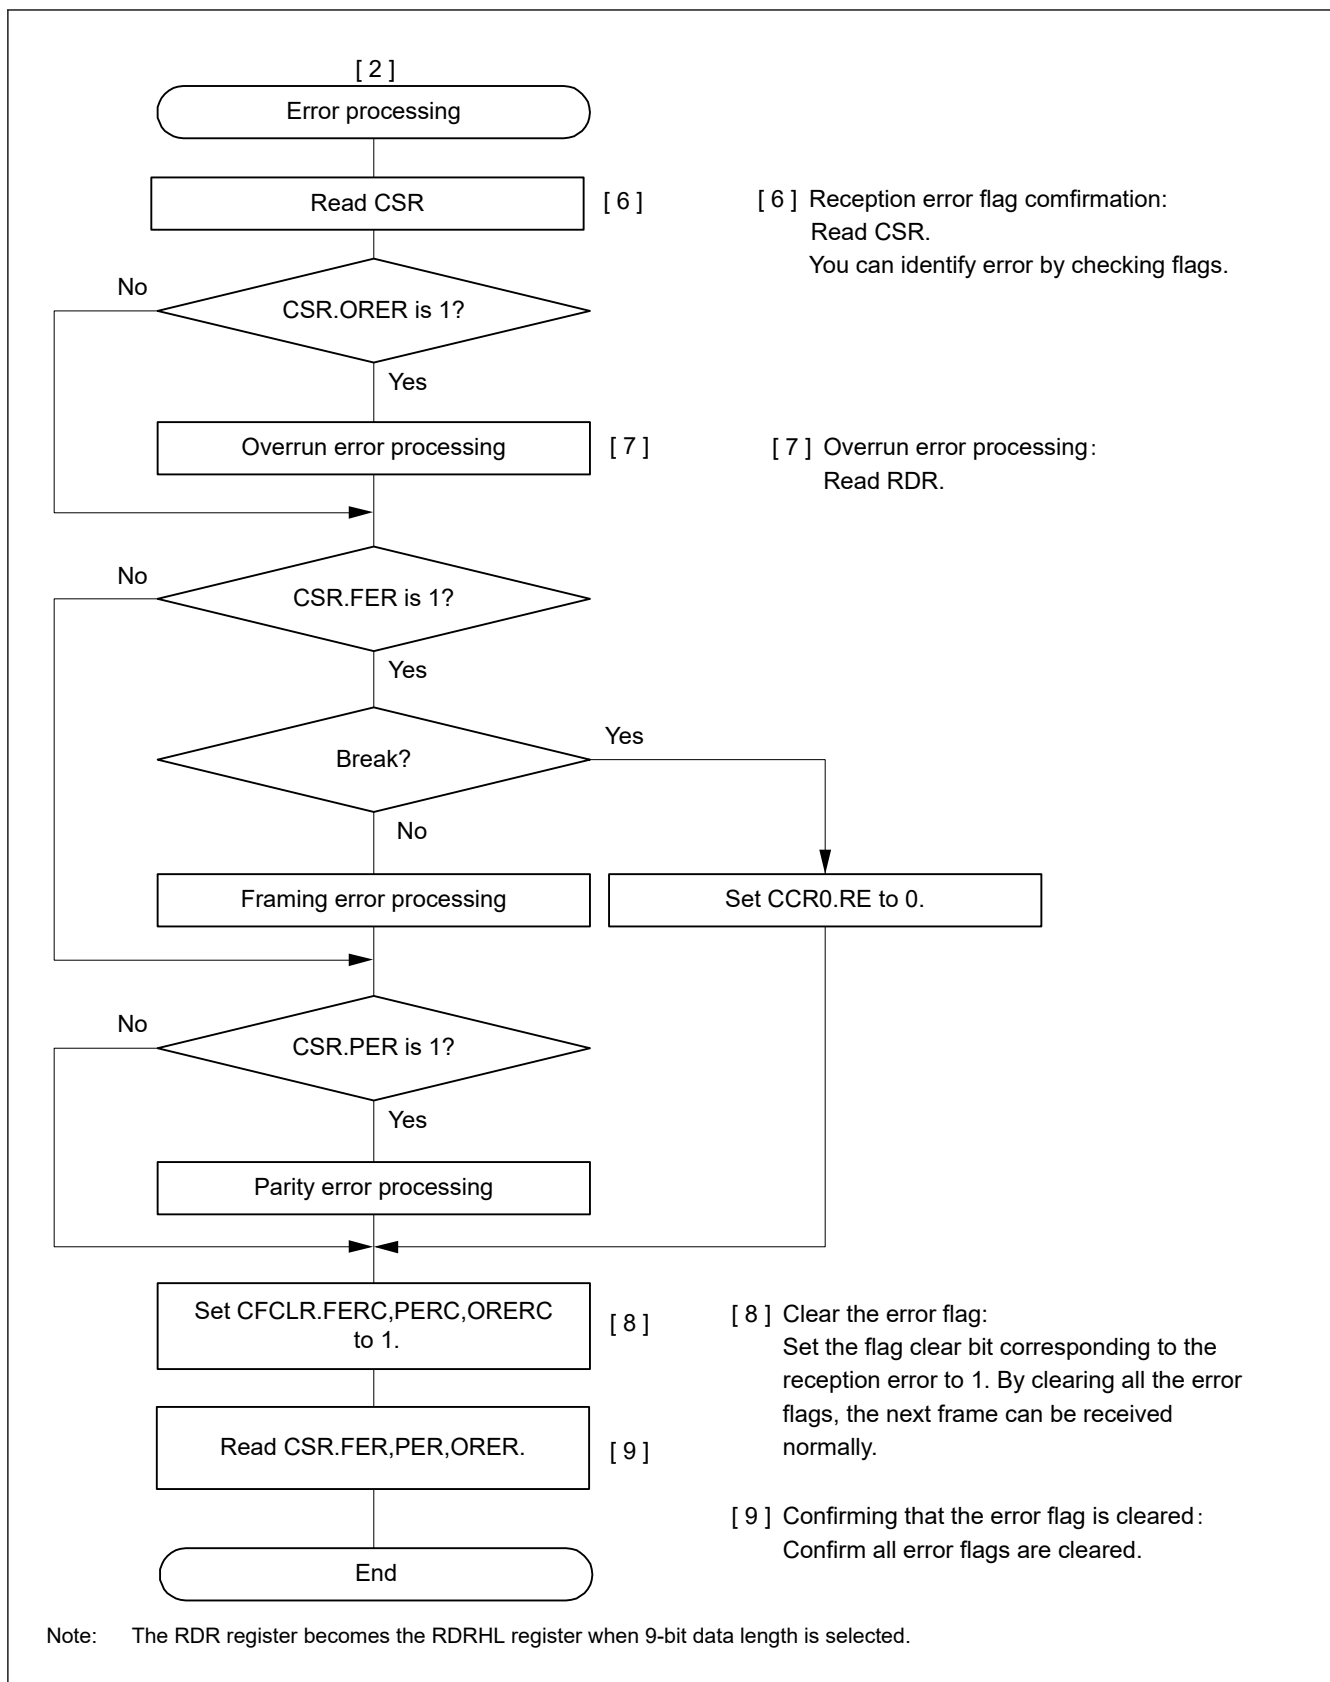 [ 2 ]
Error processing
Read CSR
[ 6 ]
[ 6 ] Reception error flag comfirmation:
Read CSR.
You can identify error by checking flags.
No
CSR.ORER is 1?
Yes
Overrun error processing
[ 7 ]
[ 7 ] Overrun error processing:
Read RDR.
No
CSR.FER is 1?
Yes
Break?
Yes
No
Framing error processing
Set CCR0.RE to 0.
No
CSR.PER is 1?
Yes
Parity error processing
Set CFCLR.FERC,PERC,ORERC
to 1.
[ 8 ]
[ 8 ] Clear the error flag:
Set the flag clear bit corresponding to the
reception error to 1. By clearing all the error
flags, the next frame can be received
normally.
Read CSR.FER,PER,ORER.
[ 9 ]
[ 9 ] Confirming that the error flag is cleared:
Confirm all error flags are cleared.
End
Note: The RDR register becomes the RDRHL register when 9-bit data length is selected.